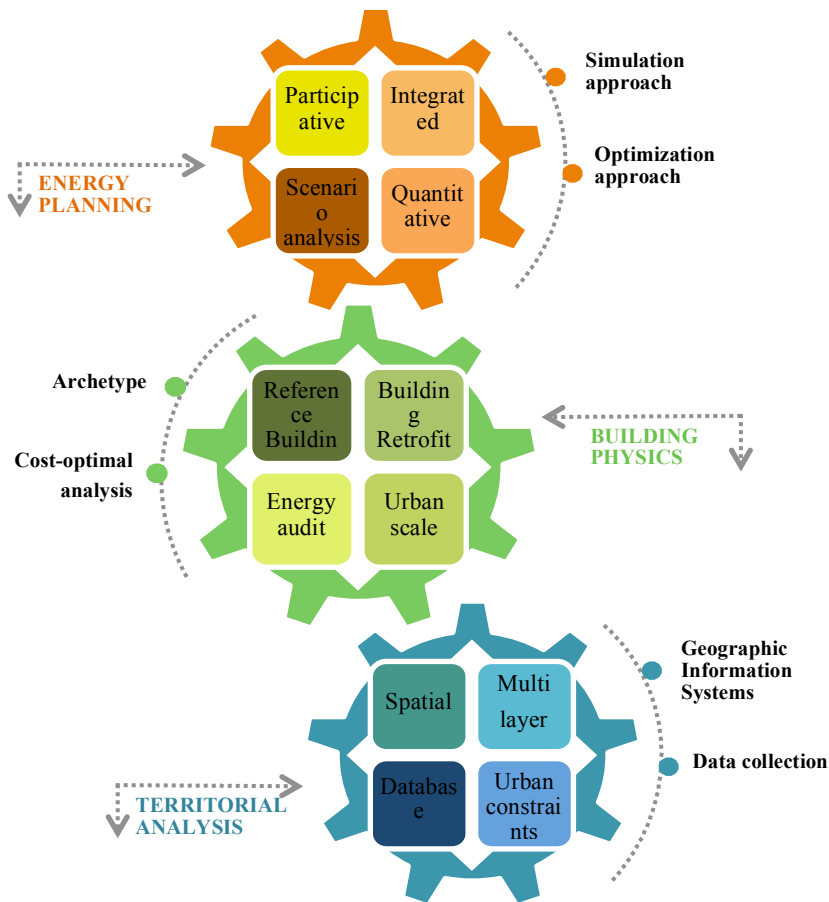 Simulation
approach
Particip
ative
Integrat
ed
Optimization
approach
ENERGY
PLANNING
Scenari
o
analysis
Quantit
ative
Archetype
Referen
ce
Buildin
Buildin
g
Retrofit
BUILDING
PHYSICS
Cost-optimal
analysis
Energy
audit
Urban
scale
Geographic
Information
Systems
Spatial
Multi
layer
Data collection
TERRITORIAL
ANALYSIS
Databas
e
Urban
constrai
nts